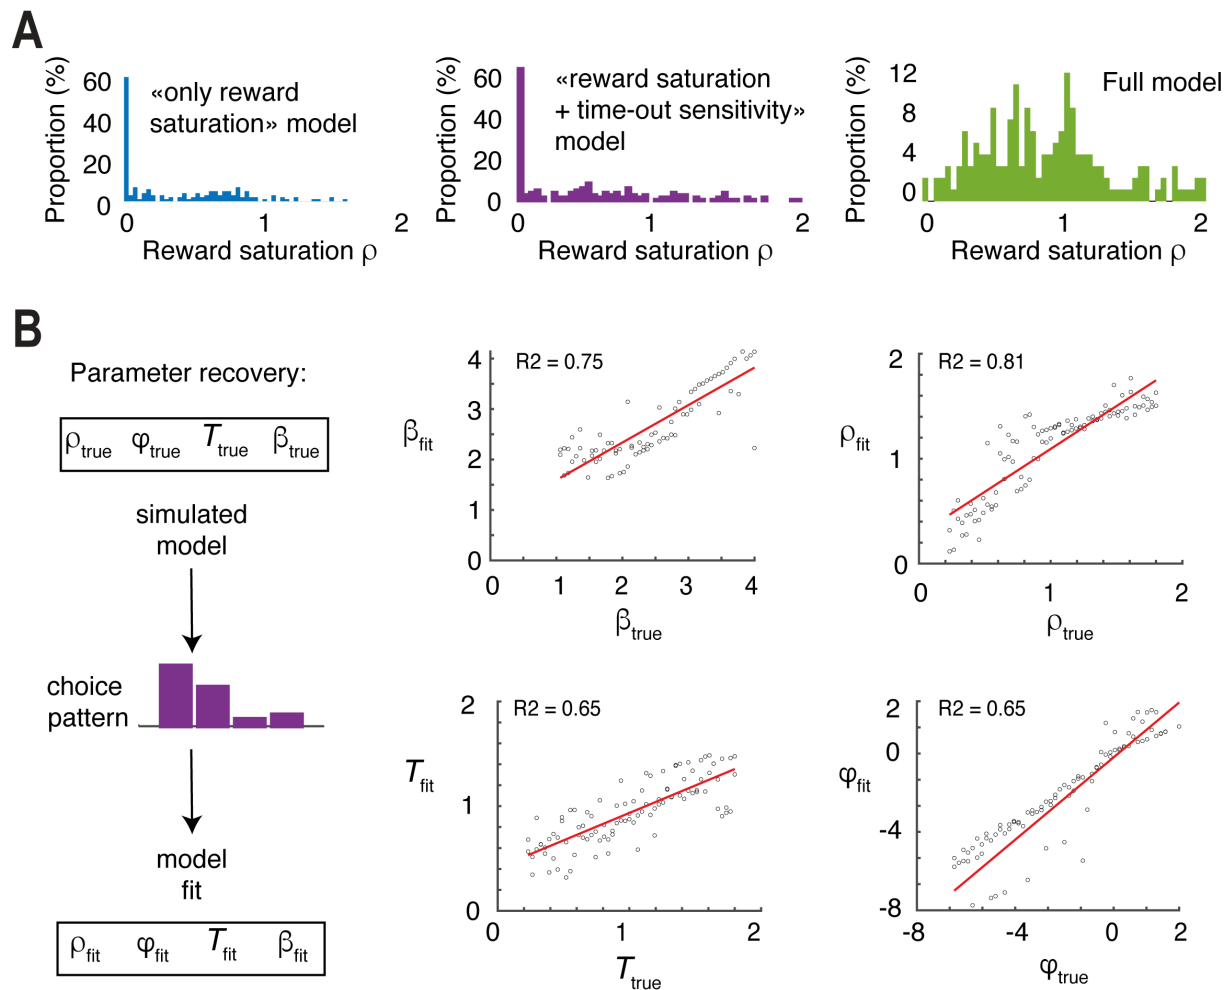 A
Proportion (%)
60
40
20
0
«only reward
saturation» model
0 1 2
Reward saturation ρ
Proportion (%)
60
40
20
0
«reward saturation
+ time-out sensitivity»
model
0 1 2
Reward saturation ρ
Proportion (%)
12
8
4
0
Full model
0 1 2
Reward saturation ρ
B
Parameter recovery:
ρtrue φtrue Ttrue βtrue
simulated
model
choice
pattern
model
fit
ρfit φfit Tfit βfit
R2 = 0.75
βfit
4
3
2
1
0
0 1 2 3 4
βtrue
R2 = 0.81
ρfit
2
1
0
0 1 2
ρtrue
R2 = 0.65
Tfit
2
1
0
0 1 2
Ttrue
R2 = 0.65
φfit
2
0
-4
-8
-8 -4 0 2
φtrue